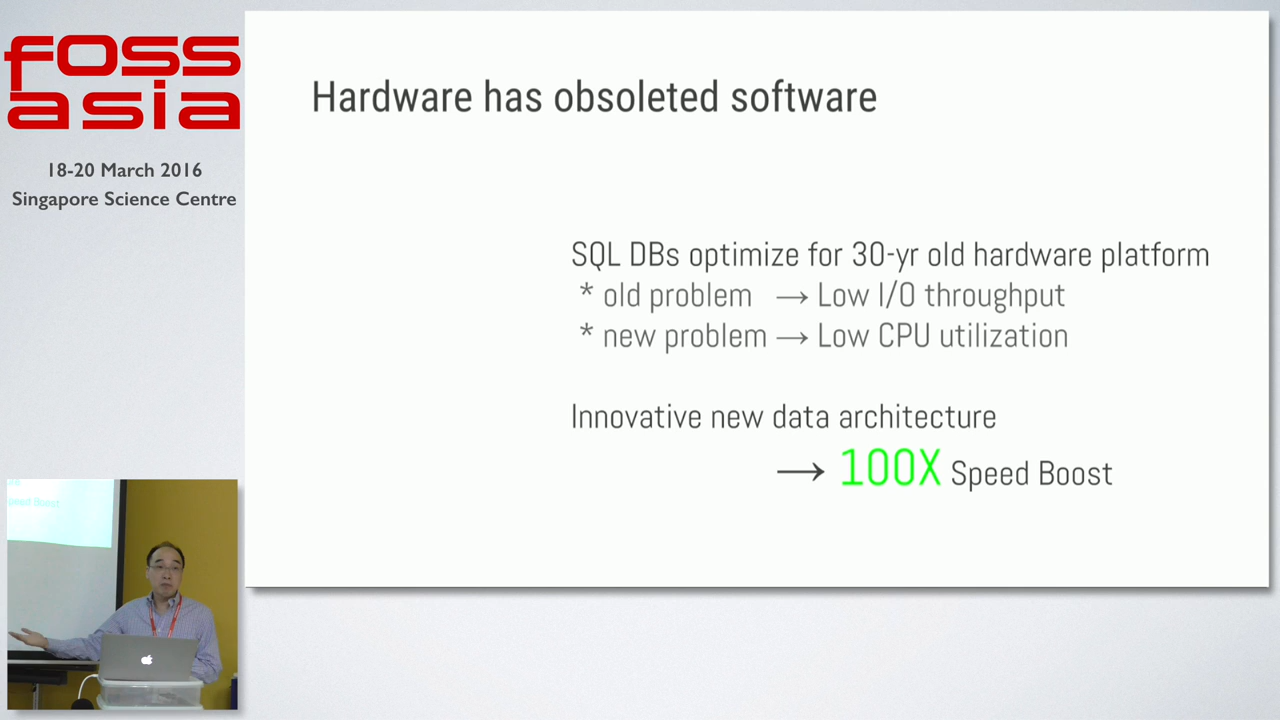 foss
asia
18-20 March 2016
Singapore Science Centre
Hardware has obsoleted software
SQL DBs optimize for 30-yr old hardware platform
* old problem → Low I/O throughput
* new problem → Low CPU utilization
Innovative new data architecture
→ 100X Speed Boost
Speed Boost